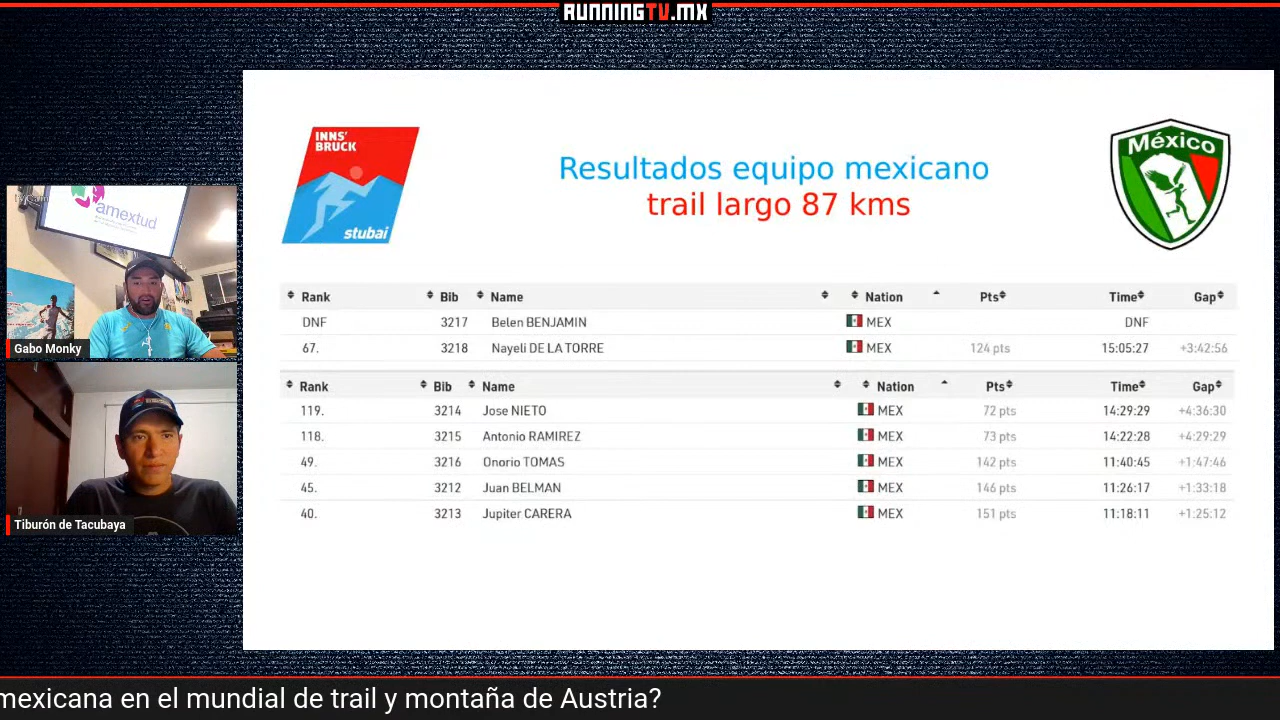 RUNNINGTV.MX
INNS'
BRUCK
stubai
Resultados equipo mexicano
trail largo 87 kms
México
amextud
Gabo Monky
Tiburón de Tacubaya
Rank Bib Name Nation Pts Time Gap
DNF 3217 Belen BENJAMIN MEX DNF
67. 3218 Nayeli DE LA TORRE MEX 124 pts 15:05:27 +3:42:56
Rank Bib Name Nation Pts Time Gap
119. 3214 Jose NIETO MEX 72 pts 14:29:29 +4:36:30
118. 3215 Antonio RAMIREZ MEX 73 pts 14:22:28 +4:29:29
49. 3216 Onorio TOMAS MEX 142 pts 11:40:45 +1:47:46
45. 3212 Juan BELMAN MEX 146 pts 11:26:17 +1:33:18
40. 3213 Jupiter CARERA MEX 151 pts 11:18:11 +1:25:12
mexicana en el mundial de trail y montaña de Austria?